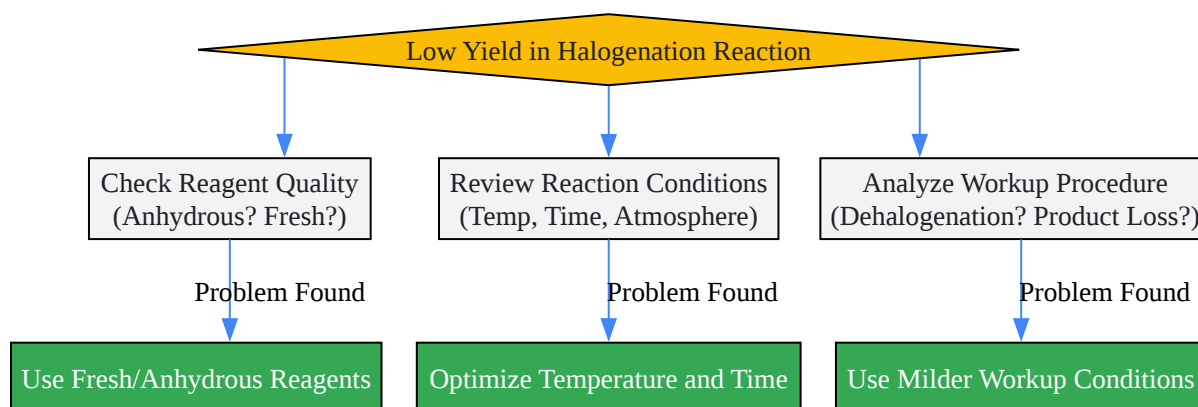 Low Yield in Halogenation Reaction
Check Reagent Quality
(Anhydrous? Fresh?)
Review Reaction Conditions
(Temp, Time, Atmosphere)
Analyze Workup Procedure
(Dehalogenation? Product Loss?)
Problem Found
Problem Found
Problem Found
Use Fresh/Anhydrous Reagents
Optimize Temperature and Time
Use Milder Workup Conditions